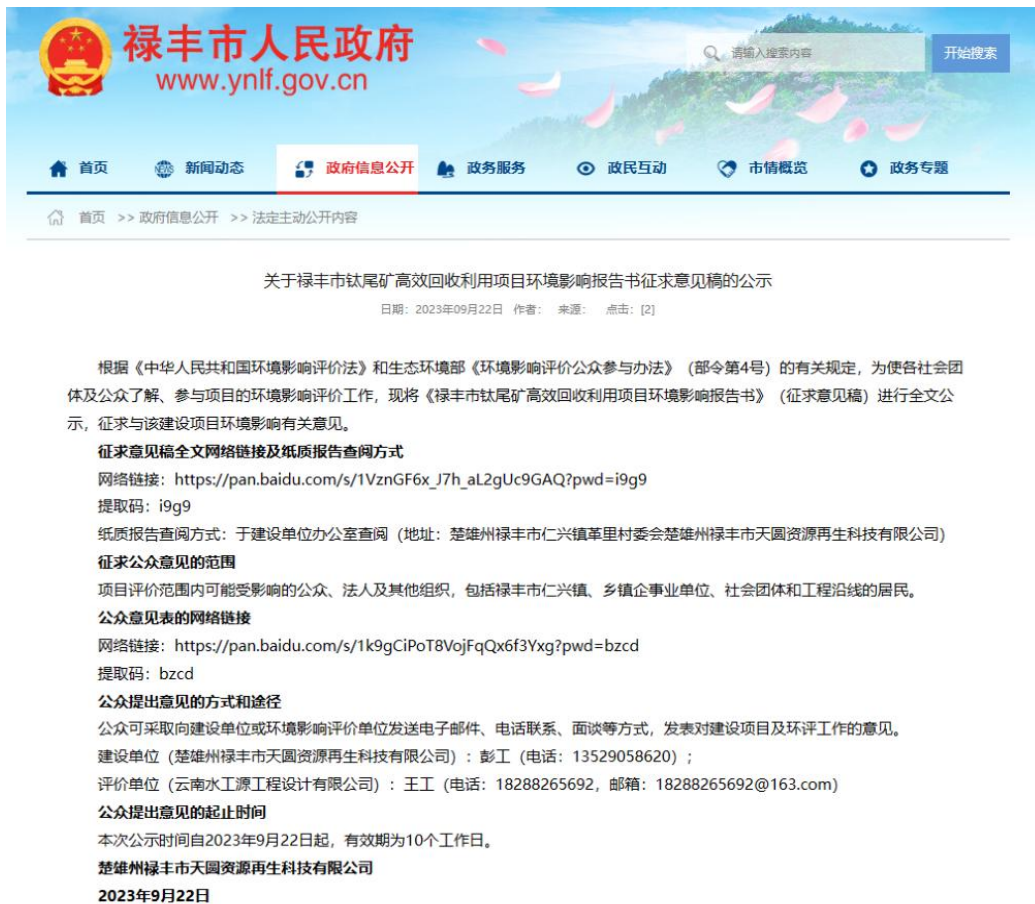 禄丰市人民政府
www.ynlf.gov.cn
请输入搜索内容
开始搜索
首页 新闻动态 政府信息公开 政务服务 政民互动 市情概览 政务专题
首页 >> 政府信息公开 >> 法定主动公开内容
关于禄丰市钛尾矿高效回收利用项目环境影响报告书征求意见稿的公示
日期：2023年09月22日 作者： 来源： 点击：[2]
根据《中华人民共和国环境影响评价法》和生态环境部《环境影响评价公众参与办法》（部令第4号）的有关规定，为使各社会团
体及公众了解、参与项目的环境影响评价工作，现将《禄丰市钛尾矿高效回收利用项目环境影响报告书》（征求意见稿）进行全文公
示，征求与该建设项目环境影响有关意见。
征求意见稿全文网络链接及纸质报告查阅方式
网络链接：https://pan.baidu.com/s/1VznGF6x_J7h_aL2gUc9GAQ?pwd=i9g9
提取码：i9g9
纸质报告查阅方式：于建设单位办公室查阅（地址：楚雄州禄丰市仁兴镇革里村委会楚雄州禄丰市天圆资源再生科技有限公司）
征求公众意见的范围
项目评价范围内可能受影响的公众、法人及其他组织，包括禄丰市仁兴镇、乡镇企事业单位、社会团体和工程沿线的居民。
公众意见表的网络链接
网络链接：https://pan.baidu.com/s/1k9gCiPoT8VojFqQx6f3Yxg?pwd=bzcd
提取码：bzcd
公众提出意见的方式和途径
公众可采取向建设单位或环境影响评价单位发送电子邮件、电话联系、面谈等方式，发表对建设项目及环评工作的意见。
建设单位（楚雄州禄丰市天圆资源再生科技有限公司）：彭工（电话：13529058620）；
评价单位（云南水工源工程设计有限公司）：王工（电话：18288265692，邮箱：18288265692@163.com）
公众提出意见的起止时间
本次公示时间自2023年9月22日起，有效期为10个工作日。
楚雄州禄丰市天圆资源再生科技有限公司
2023年9月22日